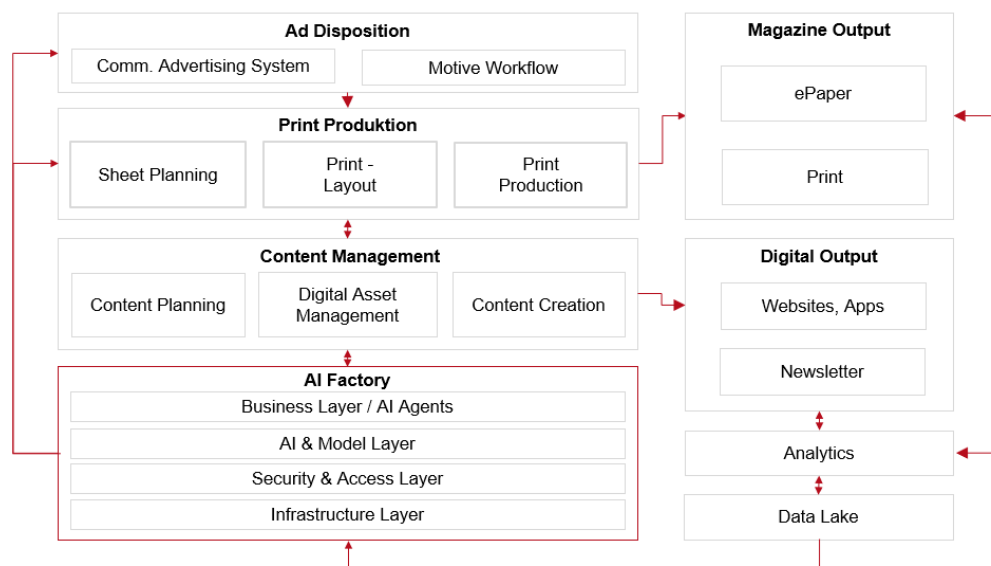 Ad Disposition
Comm. Advertising System
Motive Workflow
Print Produktion
Sheet Planning
Print -
Layout
Print
Production
Content Management
Content Planning
Digital Asset
Management
Content Creation
AI Factory
Business Layer / AI Agents
AI & Model Layer
Security & Access Layer
Infrastructure Layer
Magazine Output
ePaper
Print
Digital Output
Websites, Apps
Newsletter
Analytics
Data Lake